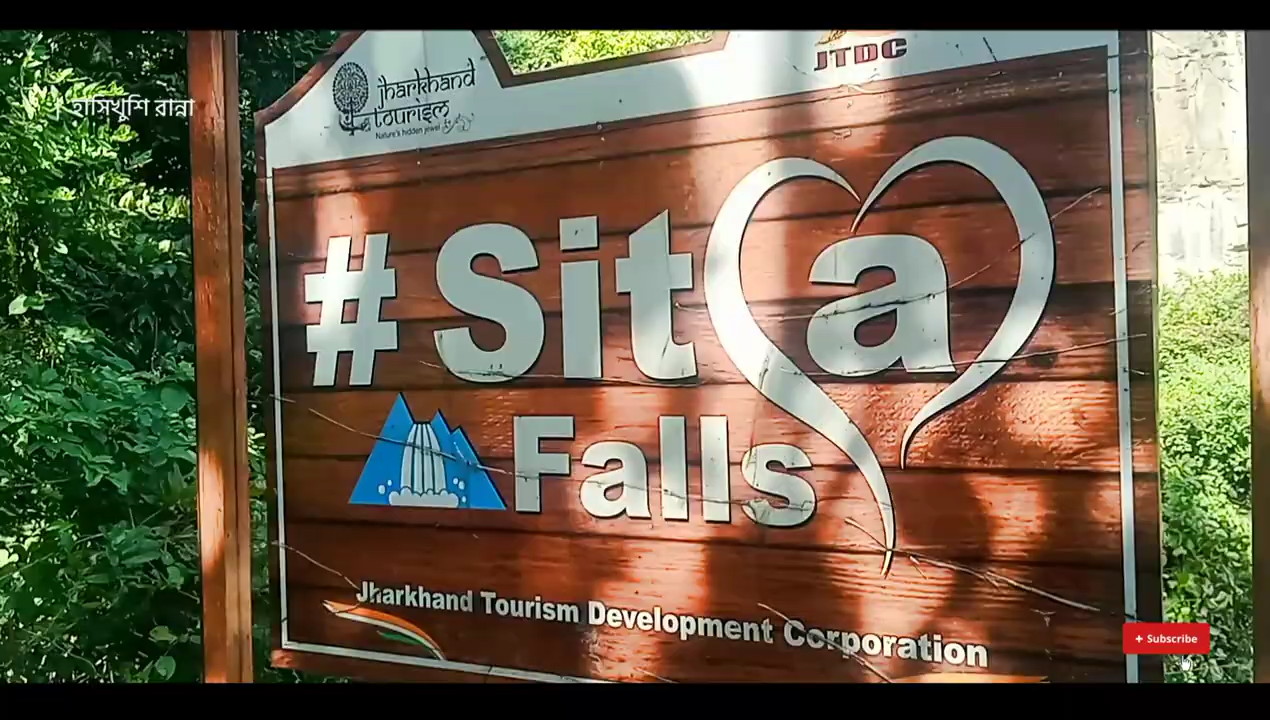 হাসিখুশি রান্না
Jharkhand
tourism
Nature's hidden jewel
JTDC
#Sita
Falls
Jharkhand Tourism Development Corporation
+ Subscribe